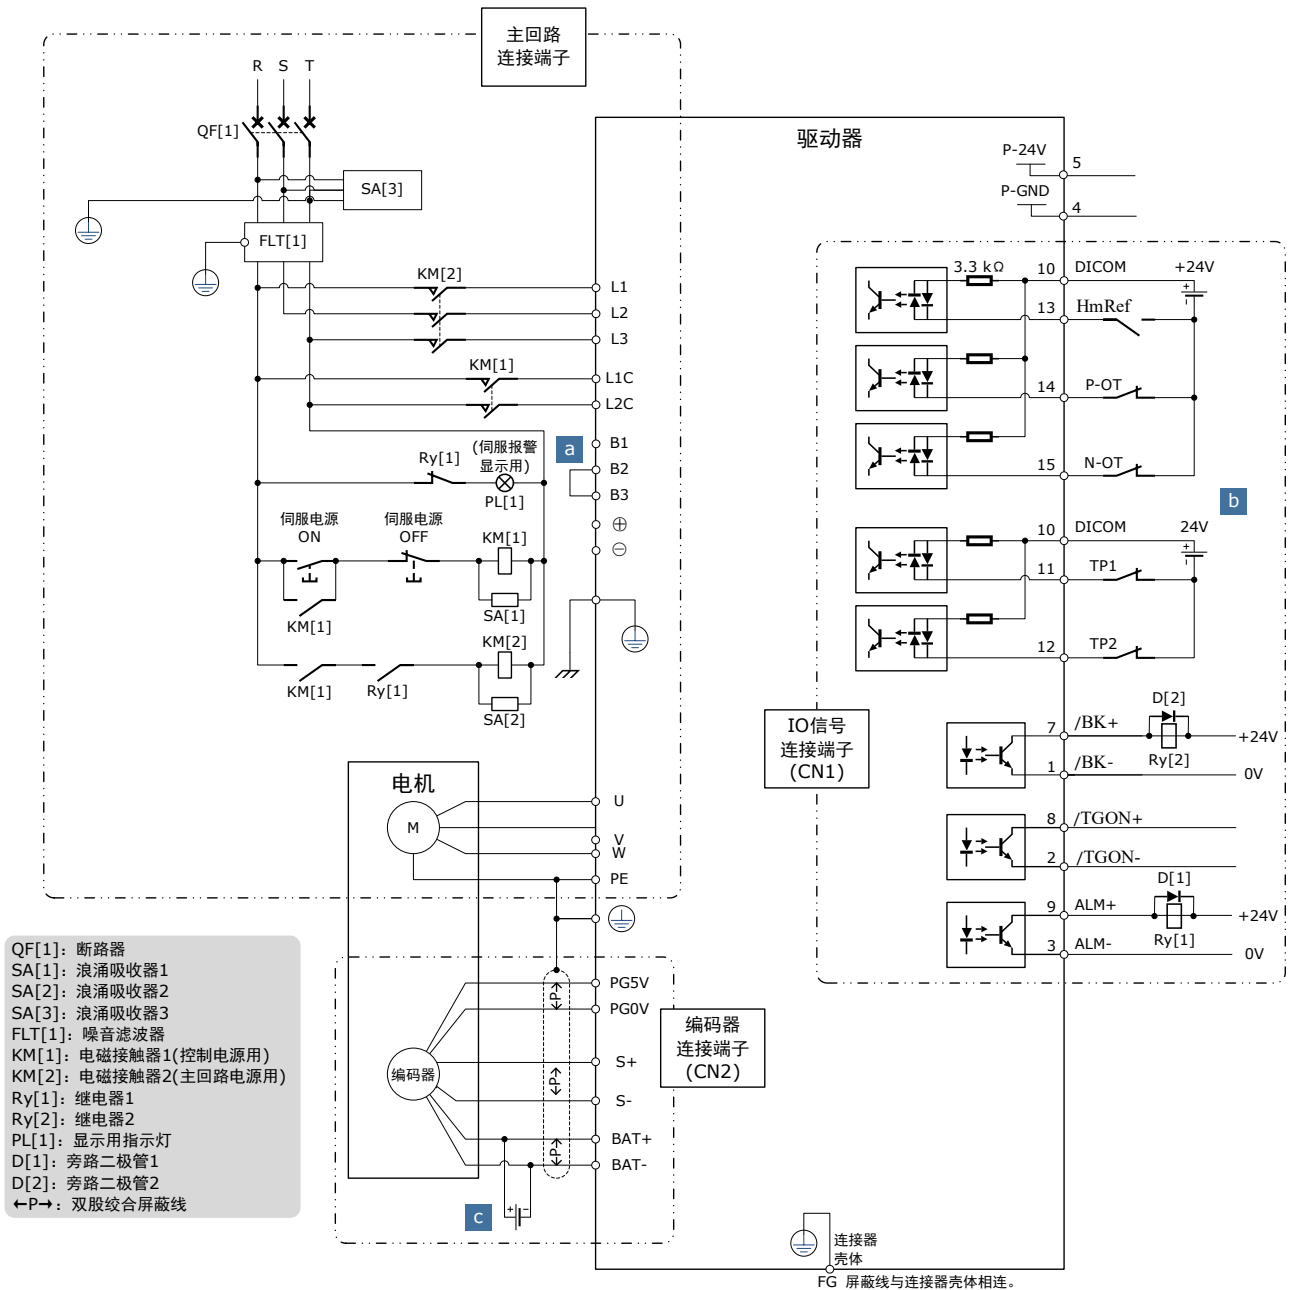 主回路
连接端子
R S T
QF[1]
SA[3]
FLT[1]
KM[2]
KM[1]
L1
L2
L3
L1C
L2C
B1
B2
B3
⊕
⊖
a
Ry[1]
(伺服报警
显示用)
PL[1]
伺服电源
ON
伺服电源
OFF
KM[1]
SA[1]
KM[1]
KM[2]
KM[1]
Ry[1]
SA[2]
驱动器
P-24V
5
P-GND
4
3.3 kΩ
10 DICOM
+24V
+
-
13 HmRef
14 P-OT
15 N-OT
b
10 DICOM
24V
+
-
11 TP1
12 TP2
IO信号
连接端子
(CN1)
D[2]
7 /BK+
+24V
Ry[2]
1 /BK-
0V
8 /TGON+
2 /TGON-
D[1]
9 ALM+
+24V
Ry[1]
3 ALM-
0V
电机
M
U
V
W
PE
编码器
PG5V
PG0V
S+
S-
BAT+
BAT-
←P→
←P→
←P→
编码器
连接端子
(CN2)
c
+ -
连接器
壳体
FG 屏蔽线与连接器壳体相连。
QF[1]：断路器
SA[1]：浪涌吸收器1
SA[2]：浪涌吸收器2
SA[3]：浪涌吸收器3
FLT[1]：噪音滤波器
KM[1]：电磁接触器1(控制电源用)
KM[2]：电磁接触器2(主回路电源用)
Ry[1]：继电器1
Ry[2]：继电器2
PL[1]：显示用指示灯
D[1]：旁路二极管1
D[2]：旁路二极管2
←P→：双股绞合屏蔽线